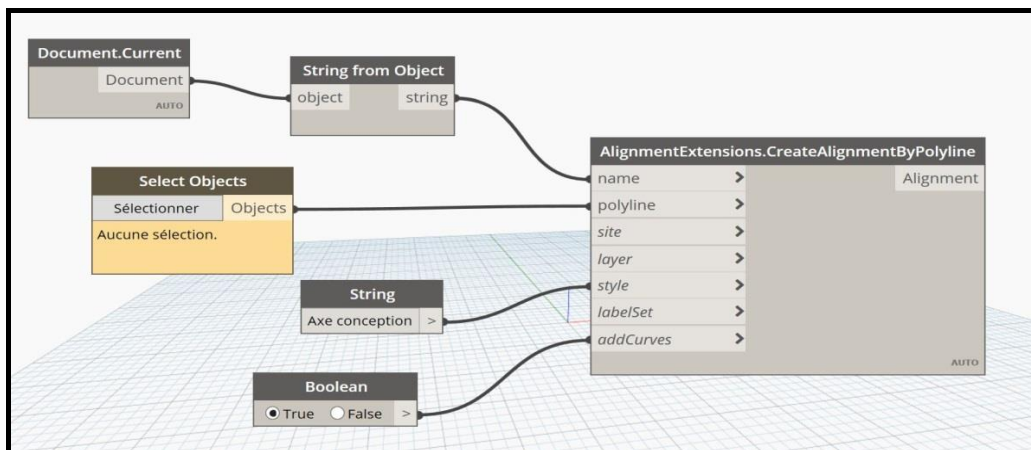 Document.Current
Document
AUTO
String from Object
object string
Select Objects
Sélectionner Objects
Aucune sélection.
String
Axe conception >
Boolean
True False >
AlignmentExtensions.CreateAlignmentByPolyline
name > Alignment
polyline >
site >
layer >
style >
labelSet >
addCurves >
AUTO